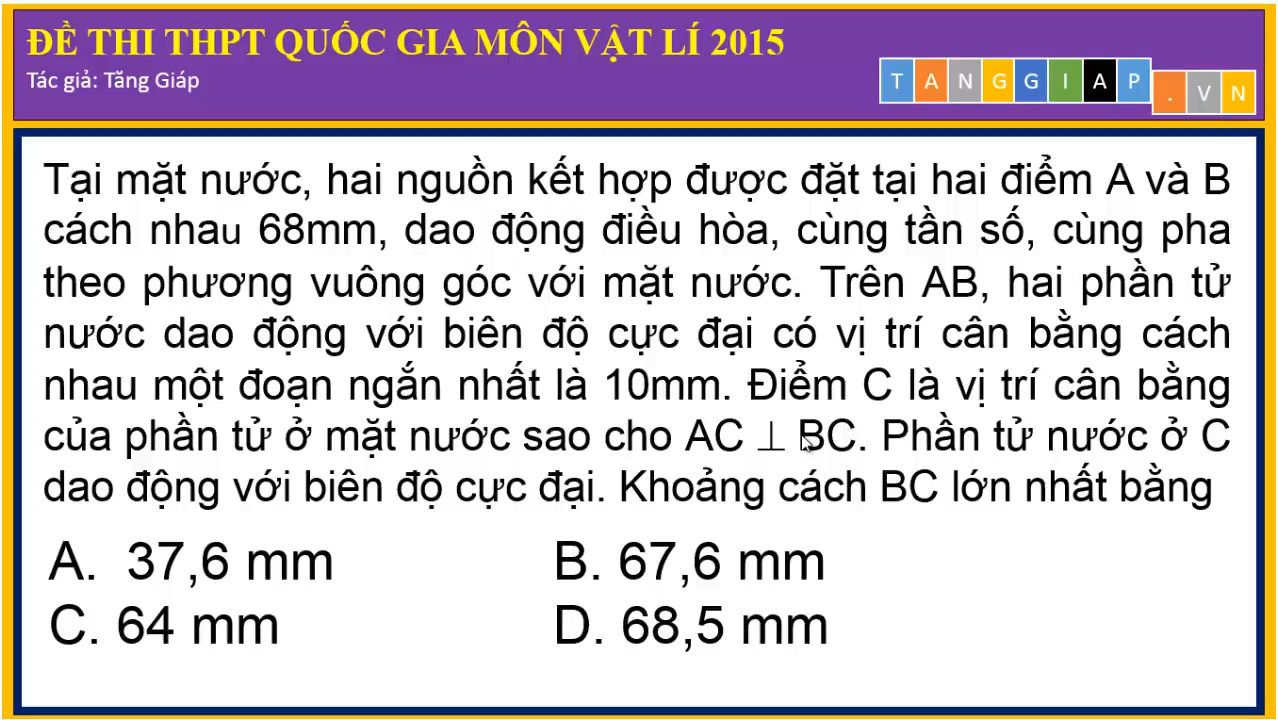 ĐỀ THI THPT QUỐC GIA MÔN VẬT LÍ 2015
Tác giả: Tăng Giáp
TANGGIAP.VN
Tại mặt nước, hai nguồn kết hợp được đặt tại hai điểm A và B
cách nhau 68mm, dao động điều hòa, cùng tần số, cùng pha
theo phương vuông góc với mặt nước. Trên AB, hai phần tử
nước dao động với biên độ cực đại có vị trí cân bằng cách
nhau một đoạn ngắn nhất là 10mm. Điểm C là vị trí cân bằng
của phần tử ở mặt nước sao cho AC ⊥ BC. Phần tử nước ở C
dao động với biên độ cực đại. Khoảng cách BC lớn nhất bằng
A. 37,6 mm B. 67,6 mm
C. 64 mm D. 68,5 mm